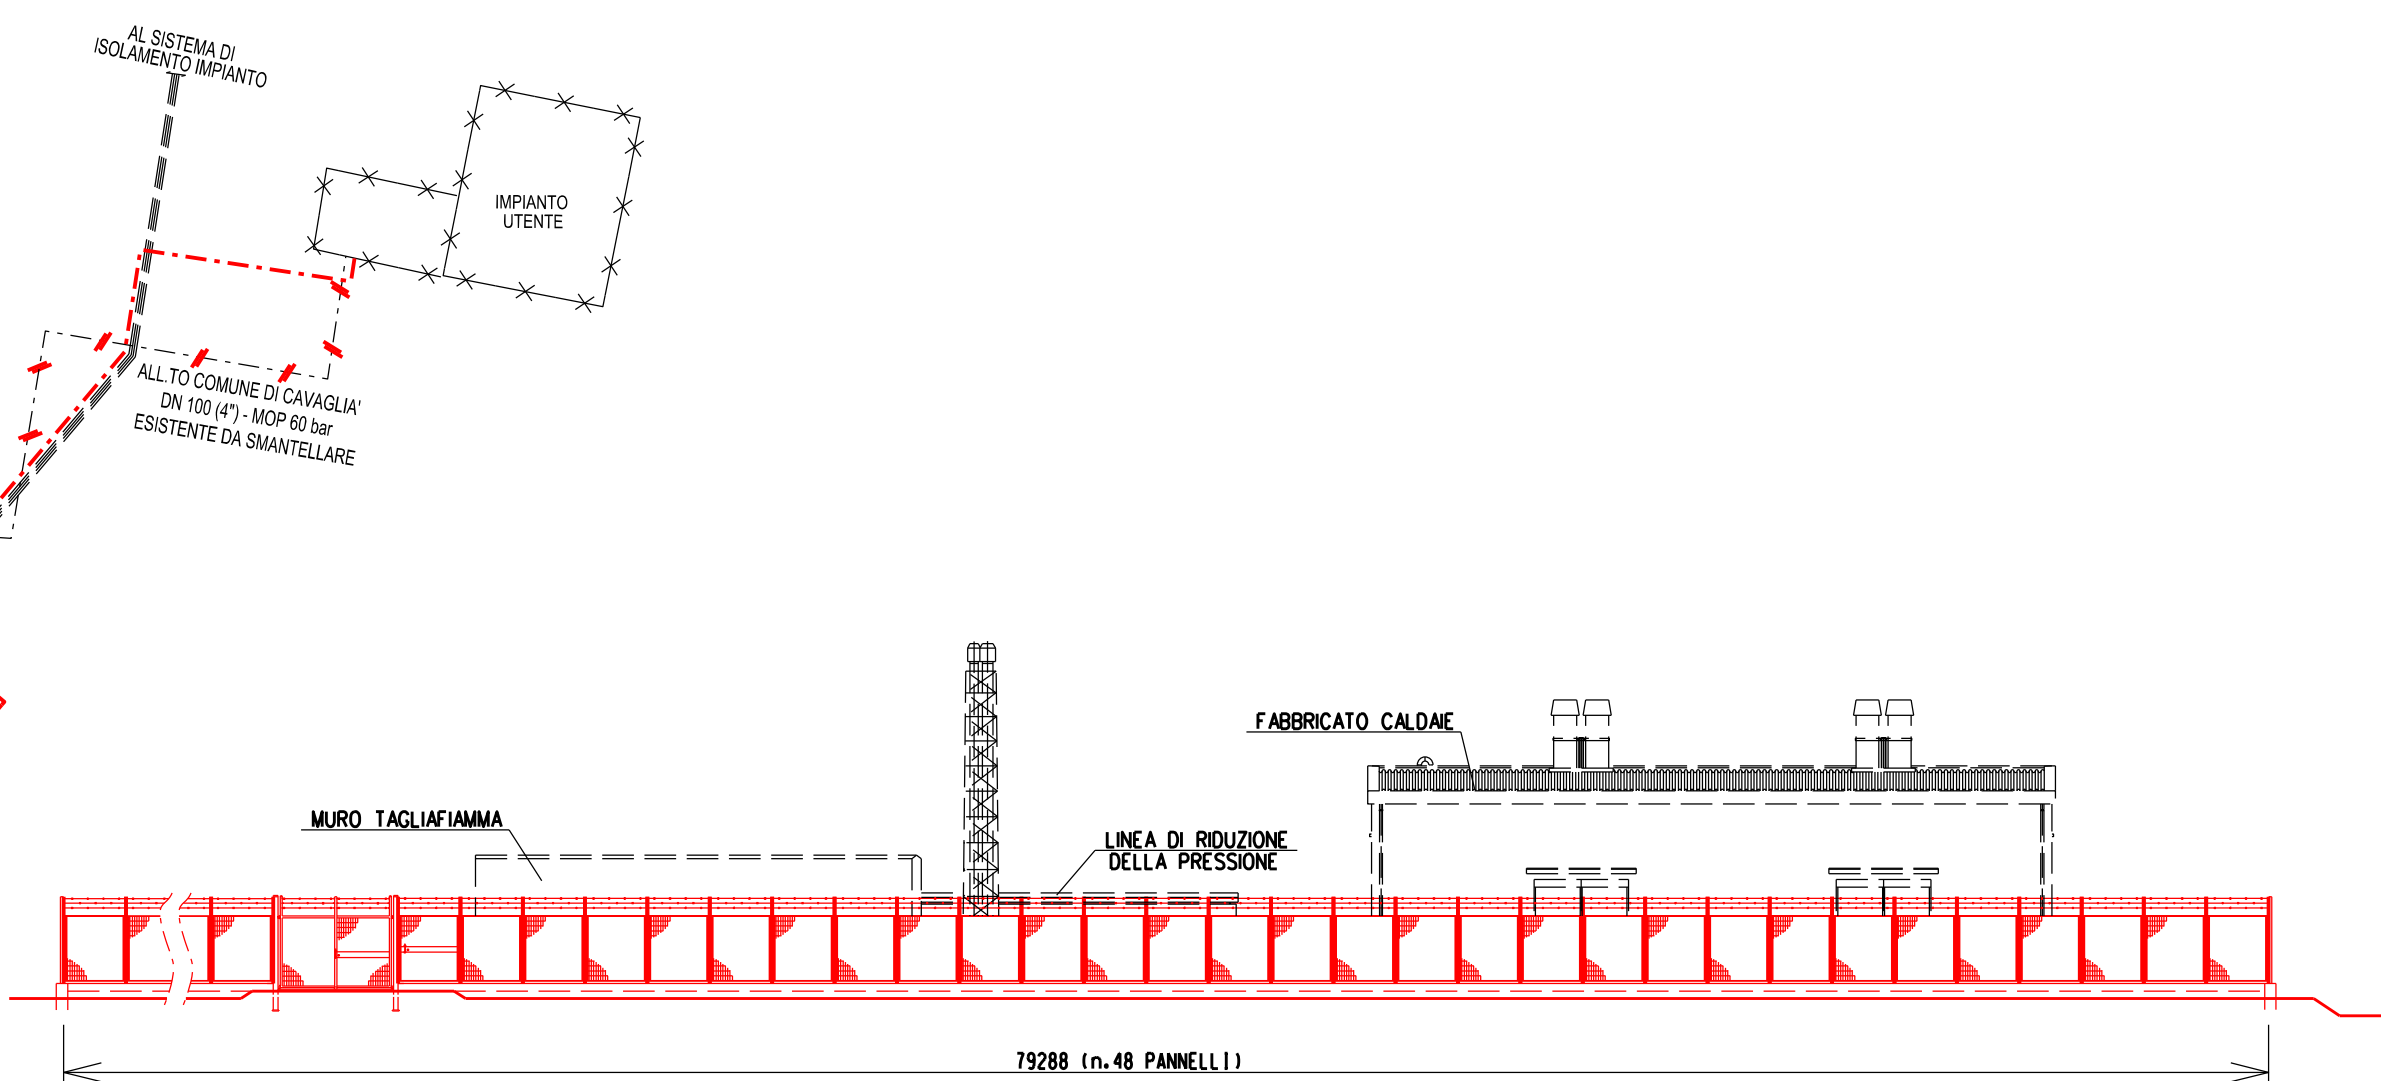 AL SISTEMA DI
ISOLAMENTO IMPIANTO
IMPIANTO
UTENTE
ALL.TO COMUNE DI CAVAGLIA'
DN 100 (4") - MOP 60 bar
ESISTENTE DA SMANTELLARE
FABBRICATO CALDAIE
MURO TAGLIAFIAMMA
LINEA DI RIDUZIONE
DELLA PRESSIONE
79288 (n.48 PANNELLI)